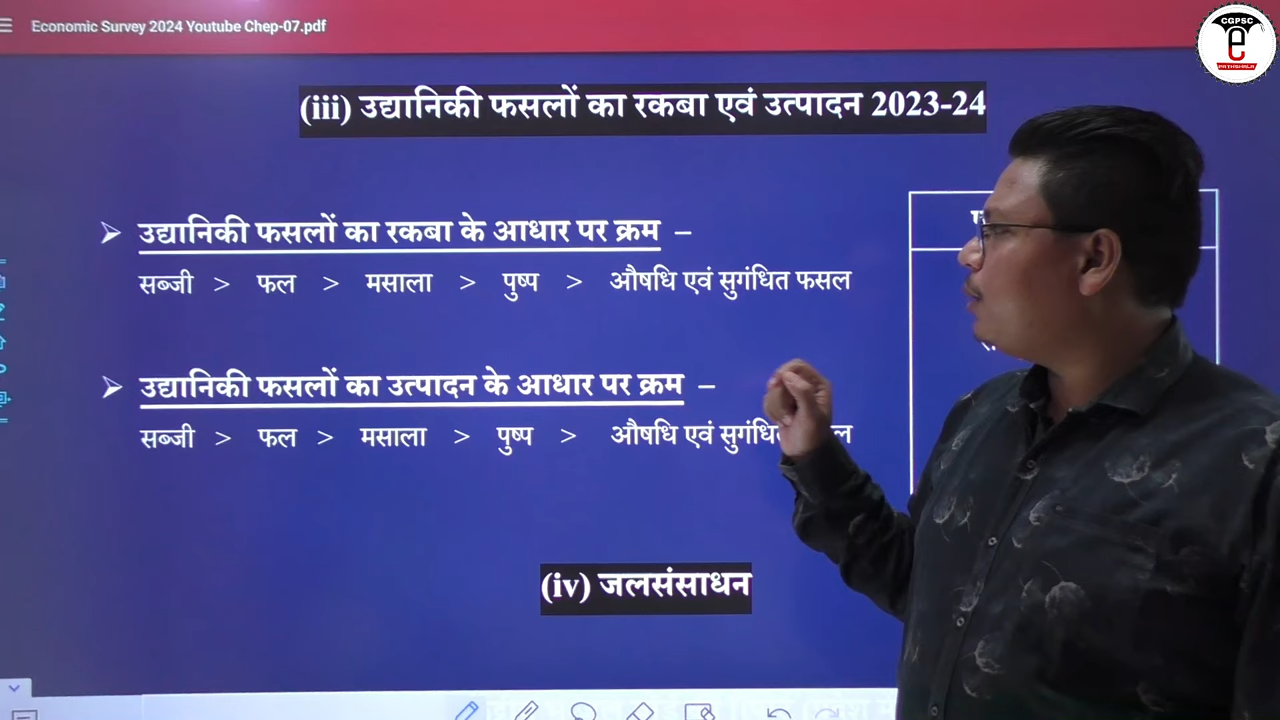 Economic Survey 2024 Youtube Chep-07.pdf
CGPSC
e
PATHSHALA
(iii) उद्यानिकी फसलों का रकबा एवं उत्पादन 2023-24
➢ उद्यानिकी फसलों का रकबा के आधार पर क्रम –
सब्जी > फल > मसाला > पुष्प > औषधि एवं सुगंधित फसल
➢ उद्यानिकी फसलों का उत्पादन के आधार पर क्रम –
सब्जी > फल > मसाला > पुष्प > औषधि एवं
(iv) जलसंसाधन